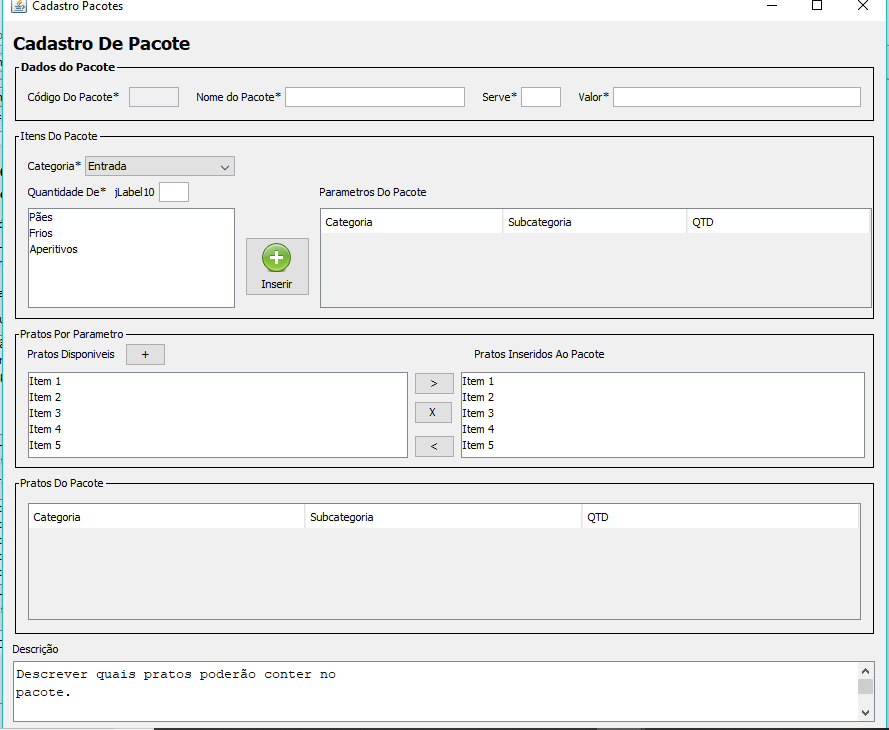 Cadastro Pacotes
Cadastro De Pacote
Dados do Pacote
Código Do Pacote* Nome do Pacote* Serve* Valor*
Itens Do Pacote
Categoria* Entrada
Quantidade De* jLabel10 Parametros Do Pacote
Pães
Frios
Aperitivos
Inserir
Categoria Subcategoria QTD
Pratos Por Parametro
Pratos Disponiveis + Pratos Inseridos Ao Pacote
Item 1
Item 2
Item 3
Item 4
Item 5
>
X
<
Item 1
Item 2
Item 3
Item 4
Item 5
Pratos Do Pacote
Categoria Subcategoria QTD
Descrição
Descrever quais pratos poderão conter no
pacote.